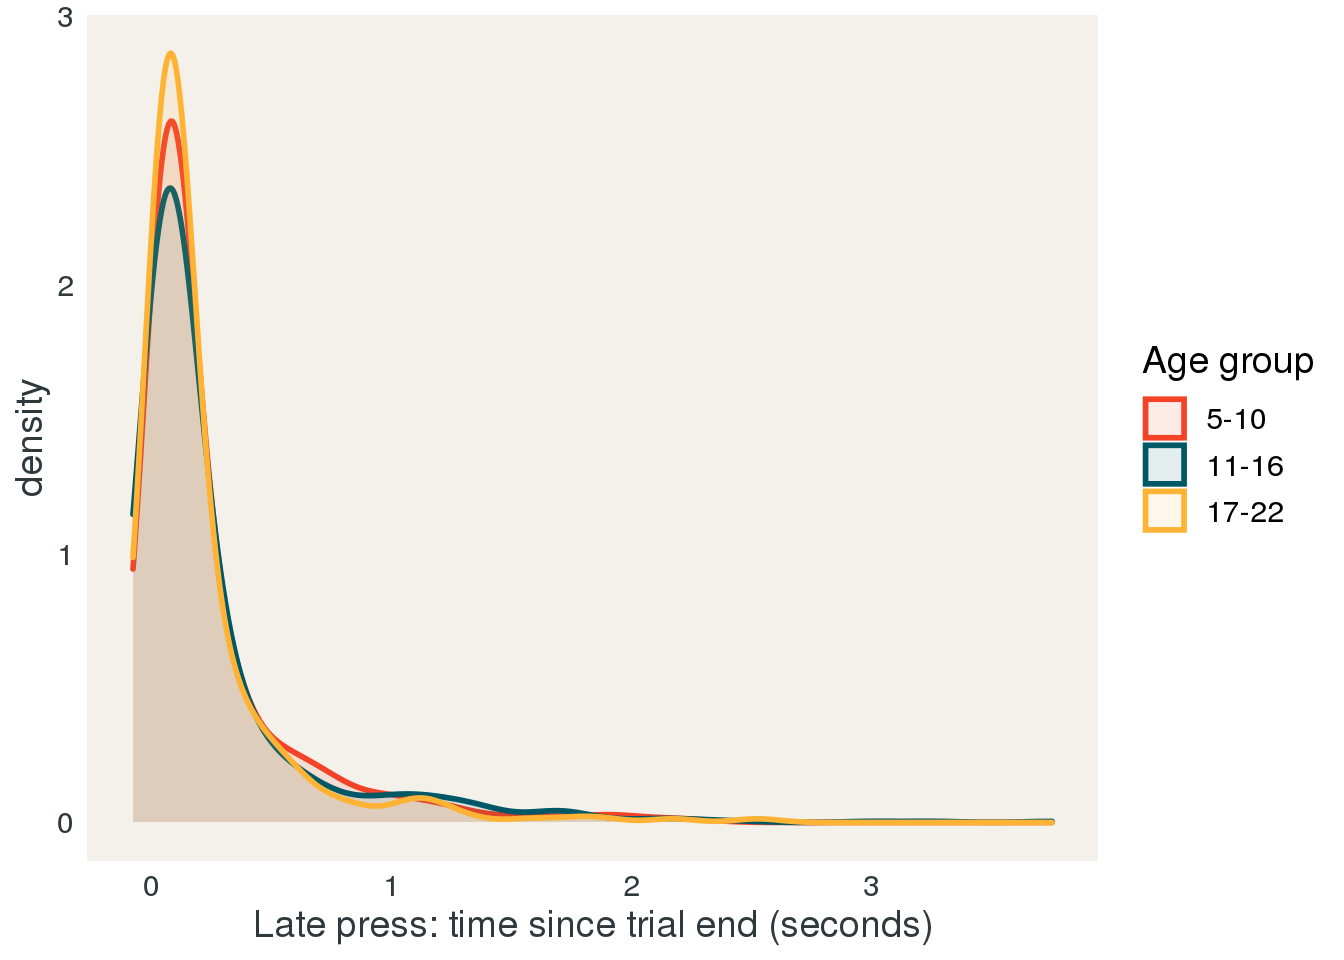 3
2
1
0
density
0 1 2 3
Late press: time since trial end (seconds)
Age group
5-10
11-16
17-22